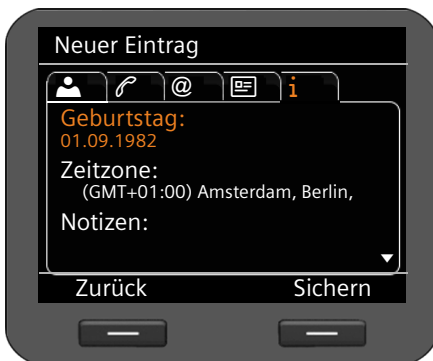 Neuer Eintrag
@ i
Geburtstag:
01.09.1982
Zeitzone:
(GMT+01:00) Amsterdam, Berlin,
Notizen:
Zurück Sichern